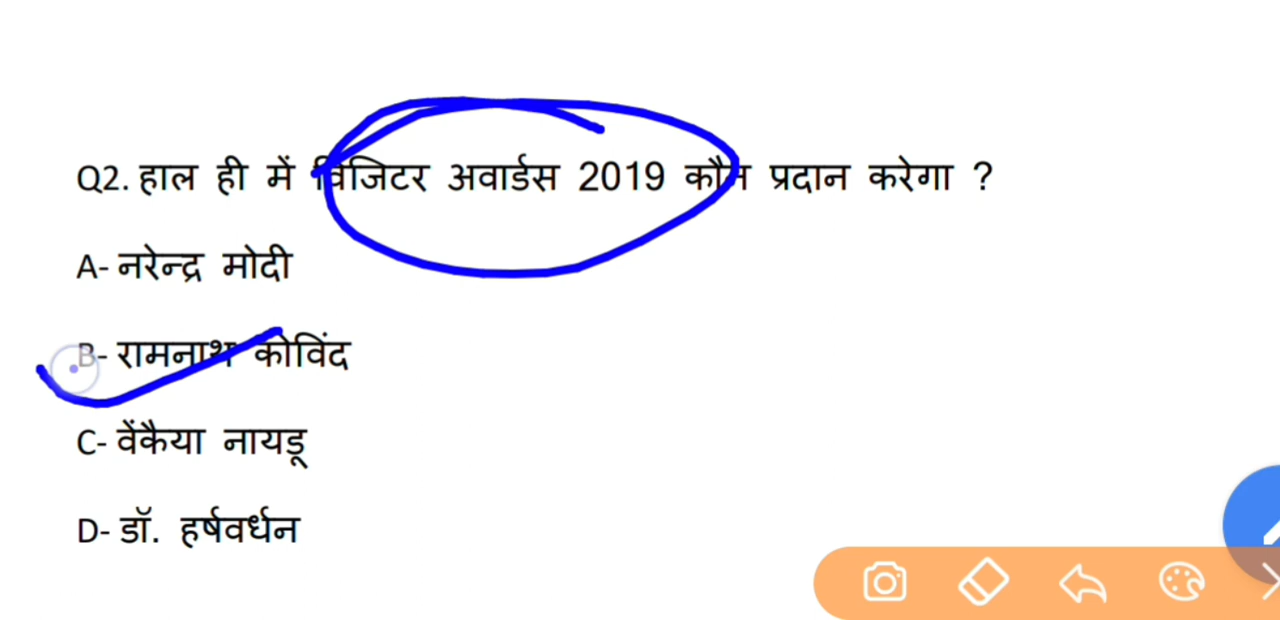 Q2. हाल ही में विजिटर अवार्डस 2019 कौन प्रदान करेगा ?
A- नरेन्द्र मोदी
B- रामनाथ कोविंद
C- वेंकैया नायडू
D- डॉ. हर्षवर्धन